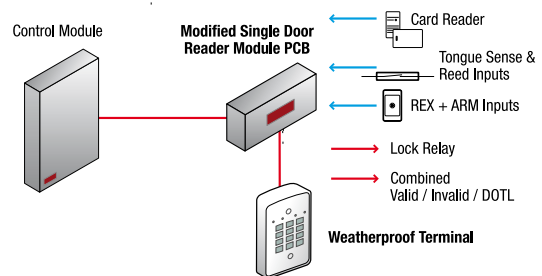 Control Module
Modified Single Door
Reader Module PCB
Card Reader
Tongue Sense &
Reed Inputs
REX + ARM Inputs
Lock Relay
Combined
Valid / Invalid / DOTL
Weatherproof Terminal